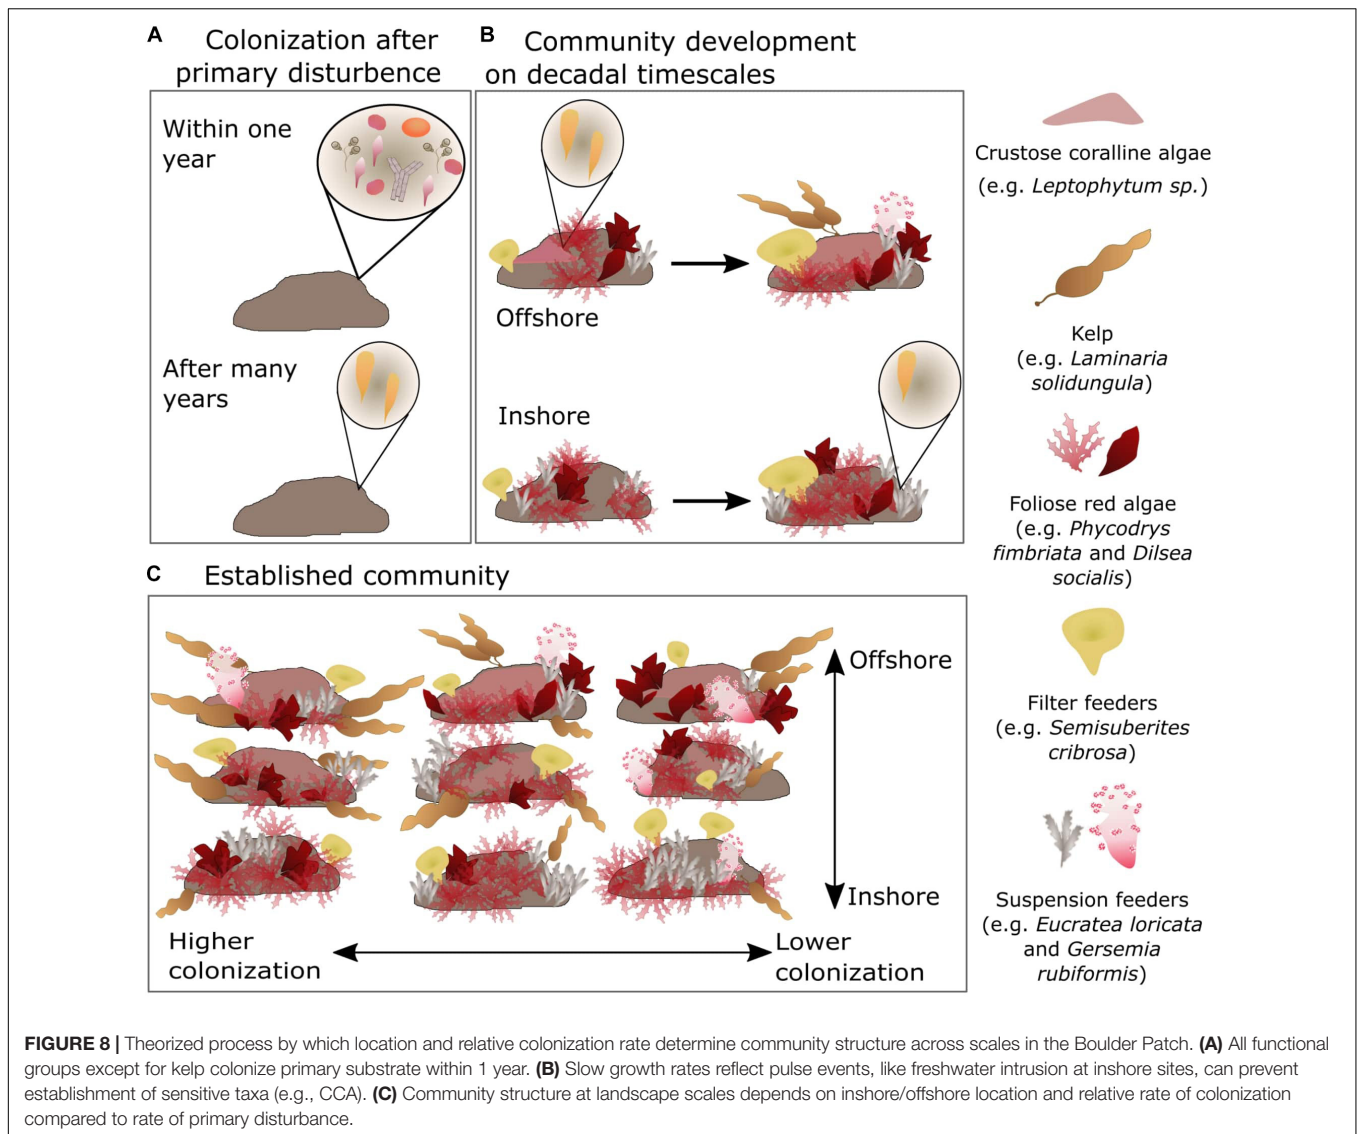 A Colonization after
primary disturbence
Within one
year
After many
years
B Community development
on decadal timescales
Offshore
Inshore
C Established community
Offshore
Inshore
Higher
colonization
Lower
colonization
Crustose coralline algae
(e.g. Leptophytum sp.)
Kelp
(e.g. Laminaria
solidungula)
Foliose red algae
(e.g. Phycodrys
fimbriata and Dilsea
socialis)
Filter feeders
(e.g. Semisuberites
cribrosa)
Suspension feeders
(e.g. Eucratea loricata
and Gersemia
rubiformis)
FIGURE 8 | Theorized process by which location and relative colonization rate determine community structure across scales in the Boulder Patch. (A) All functional
groups except for kelp colonize primary substrate within 1 year. (B) Slow growth rates reflect pulse events, like freshwater intrusion at inshore sites, can prevent
establishment of sensitive taxa (e.g., CCA). (C) Community structure at landscape scales depends on inshore/offshore location and relative rate of colonization
compared to rate of primary disturbance.